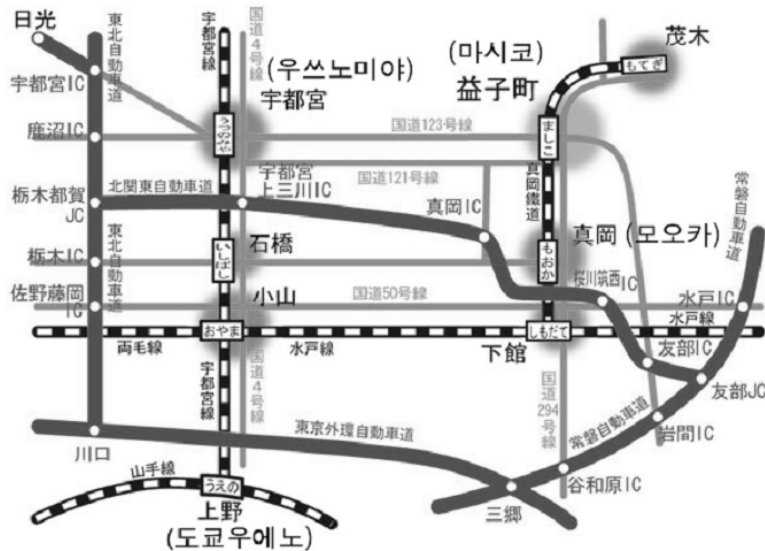 日光
宇都宮IC
東北自動車道
宇都宮線
国道4号線
(우쓰노미야)
宇都宮
うつのみや
(마시코)
益子町
ましこ
茂木
もてぎ
鹿沼IC
国道123号線
国道121号線
栃木都賀JC
北関東自動車道
宇都宮上三川IC
真岡IC
真岡鐵道
常磐自動車道
栃木IC
東北自動車道
石橋
いしばし
真岡 (모오카)
もおか
佐野藤岡IC
小山
おやま
国道50号線
桜川筑西IC
水戸IC
水戸線
両毛線
水戸線
しもだて
下館
友部IC
友部JC
宇都宮線
国道4号線
国道294号線
常磐自動車道
岩間IC
川口
東京外環自動車道
谷和原IC
三郷
山手線
うえの
上野
(도쿄우에노)